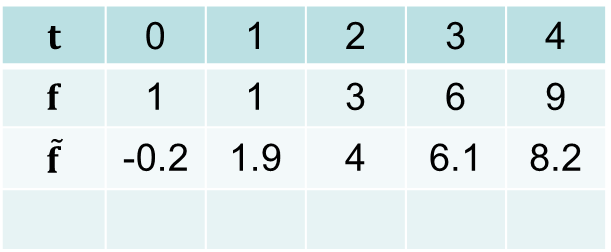 t 0 1 2 3 4
f 1 1 3 6 9
f̃ -0.2 1.9 4 6.1 8.2